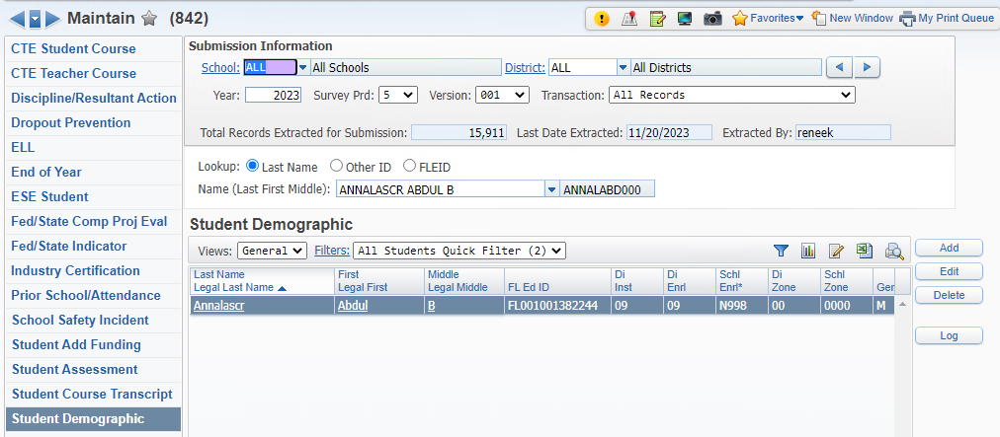 Maintain (842)
Favorites New Window My Print Queue
CTE Student Course
CTE Teacher Course
Discipline/Resultant Action
Dropout Prevention
ELL
End of Year
ESE Student
Fed/State Comp Proj Eval
Fed/State Indicator
Industry Certification
Prior School/Attendance
School Safety Incident
Student Add Funding
Student Assessment
Student Course Transcript
Student Demographic
Submission Information
School: ALL All Schools District: ALL All Districts
Year: 2023 Survey Prd: 5 Version: 001 Transaction: All Records
Total Records Extracted for Submission: 15,911 Last Date Extracted: 11/20/2023 Extracted By: reneek
Lookup: Last Name Other ID FLEID
Name (Last First Middle): ANNALASCR ABDUL B ANNALABD000
Student Demographic
Views: General Filters: All Students Quick Filter (2)
Last Name First Middle Di Di Schl Di Schl
Legal Last Name Legal First Legal Middle FL Ed ID Inst Enrl Enrl* Zone Zone Ger
Annalascr Abdul B FL001001382244 09 09 N998 00 0000 M
Add
Edit
Delete
Log